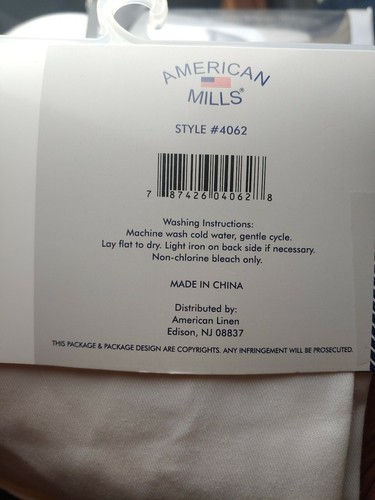 AMERICAN
MILLS®
STYLE #4062
7 87426 04062 8
Washing Instructions:
Machine wash cold water, gentle cycle.
Lay flat to dry. Light iron on back side if necessary.
Non-chlorine bleach only.
MADE IN CHINA
Distributed by:
American Linen
Edison, NJ 08837
THIS PACKAGE & PACKAGE DESIGN ARE COPYRIGHTS. ANY INFRINGEMENT WILL BE PROSECUTED.